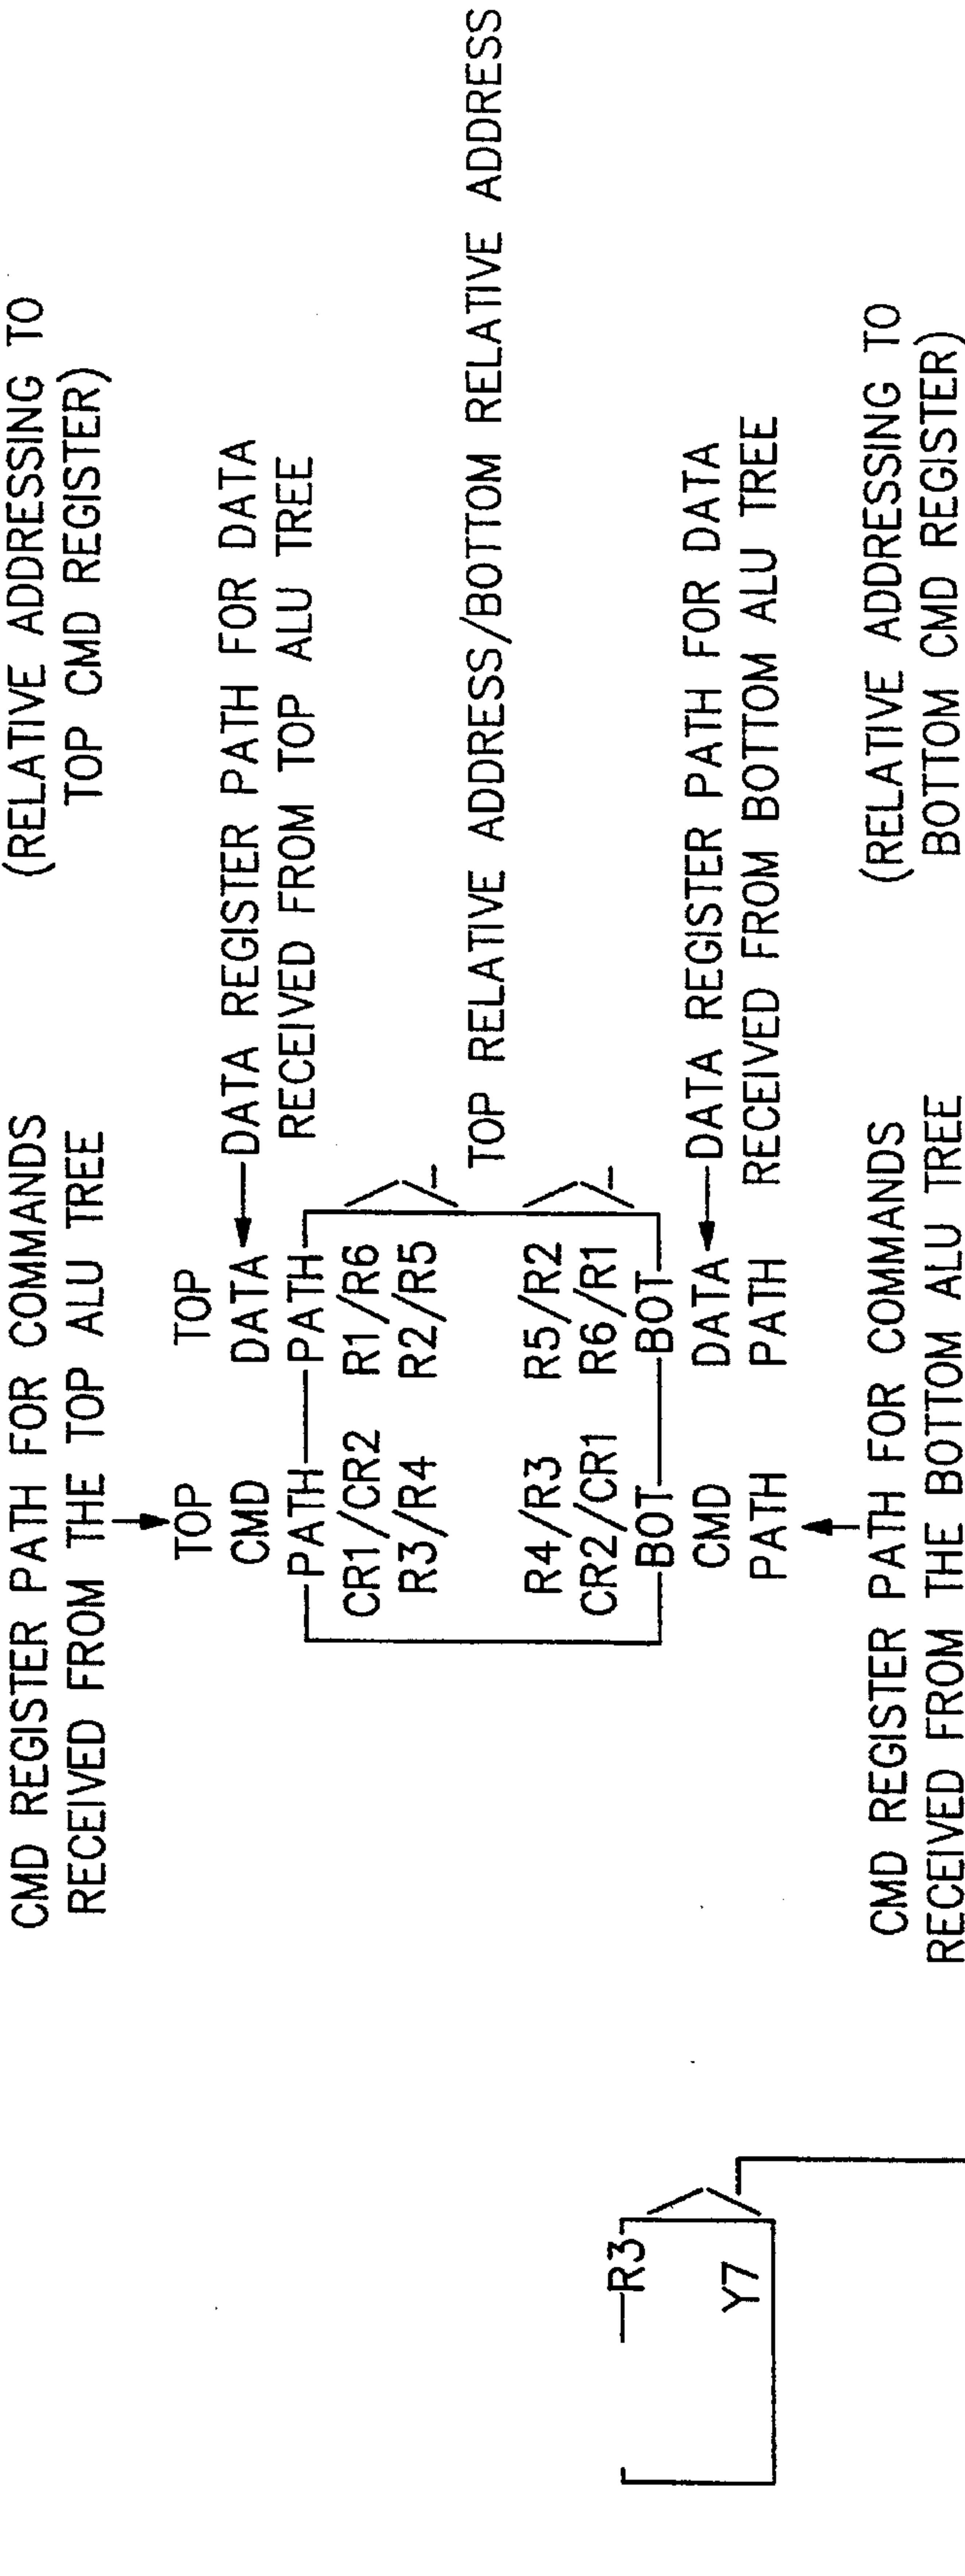 CMD REGISTER PATH FOR COMMANDS
RECEIVED FROM THE TOP ALU TREE
(RELATIVE ADDRESSING TO
TOP CMD REGISTER)
TOP TOP
CMD DATA
PATH PATH
DATA REGISTER PATH FOR DATA
RECEIVED FROM TOP ALU TREE
CR1/CR2 R1/R6
R3/R4 R2/R5
TOP RELATIVE ADDRESS/BOTTOM RELATIVE ADDRESS
R4/R3 R5/R2
CR2/CR1 R6/R1
BOT BOT
CMD DATA
PATH PATH
DATA REGISTER PATH FOR DATA
RECEIVED FROM BOTTOM ALU TREE
CMD REGISTER PATH FOR COMMANDS
RECEIVED FROM THE BOTTOM ALU TREE
(RELATIVE ADDRESSING TO
BOTTOM CMD REGISTER)
R3
Y7